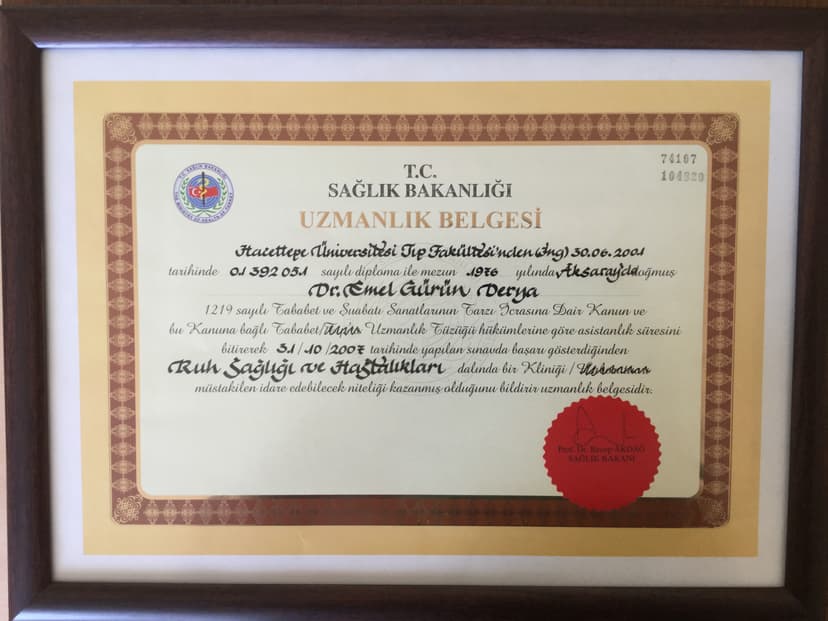 74107
104320
T.C.
SAĞLIK BAKANLIĞI
UZMANLIK BELGESİ
Hacettepe Üniversitesi Tıp Fakültesi'nden (İng) 30.06.2001
tarihinde 01 392 051 sayılı diploma ile mezun 1976 yılında Aksaray'da doğmuş
Dr. Emel Gürün Derya
1219 sayılı Tababet ve Şuabatı Sanatlarının Tarzı İcrasına Dair Kanun ve
bu Kanuna bağlı Tababet/ Uzmanlık Tüzüğü hükümlerine göre asistanlık süresini
bitirerek 31/10/2007 tarihinde yapılan sınavda başarı gösterdiğinden
Ruh Sağlığı ve Hastalıkları dalında bir Kliniği /
müstakilen idare edebilecek niteliği kazanmış olduğunu bildirir uzmanlık belgesidir.
Prof. Dr. Recep AKDAĞ
SAĞLIK BAKANI